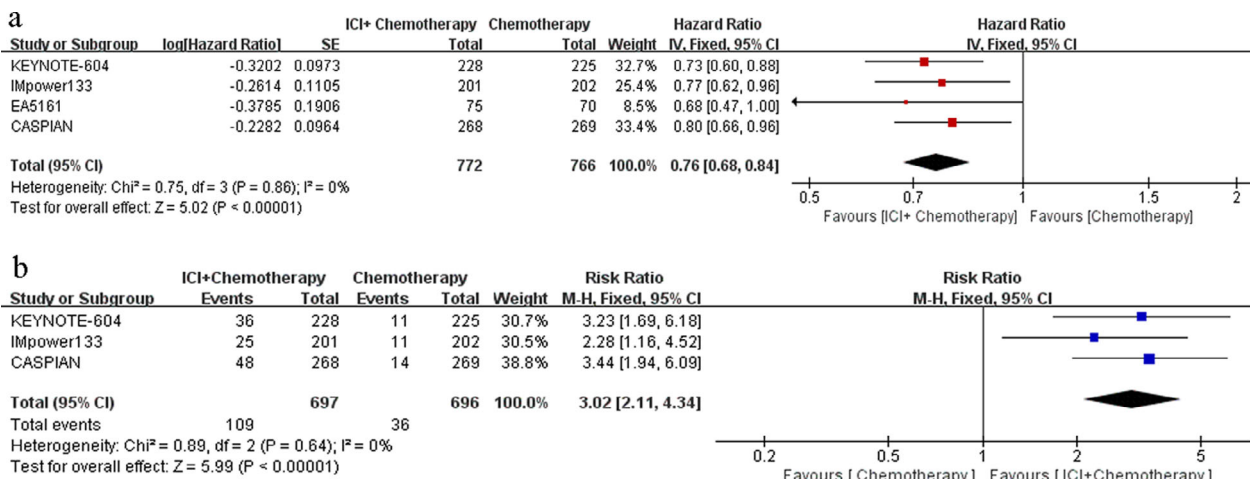 a
ICI+ Chemotherapy Chemotherapy Hazard Ratio Hazard Ratio
Study or Subgroup log[Hazard Ratio] SE Total Total Weight IV, Fixed, 95% CI IV, Fixed, 95% CI
KEYNOTE-604 -0.3202 0.0973 228 225 32.7% 0.73 [0.60, 0.88]
IMpower133 -0.2614 0.1105 201 202 25.4% 0.77 [0.62, 0.96]
EA5161 -0.3785 0.1906 75 70 8.5% 0.68 [0.47, 1.00]
CASPIAN -0.2282 0.0964 268 269 33.4% 0.80 [0.66, 0.96]
Total (95% CI) 772 766 100.0% 0.76 [0.68, 0.84]
Heterogeneity: Chi² = 0.75, df = 3 (P = 0.86); I² = 0%
Test for overall effect: Z = 5.02 (P < 0.00001)
0.5 0.7 1 1.5 2
Favours [ICI+ Chemotherapy] Favours [Chemotherapy]
b
ICI+Chemotherapy Chemotherapy Risk Ratio Risk Ratio
Study or Subgroup Events Total Events Total Weight M-H, Fixed, 95% CI M-H, Fixed, 95% CI
KEYNOTE-604 36 228 11 225 30.7% 3.23 [1.69, 6.18]
IMpower133 25 201 11 202 30.5% 2.28 [1.16, 4.52]
CASPIAN 48 268 14 269 38.8% 3.44 [1.94, 6.09]
Total (95% CI) 697 696 100.0% 3.02 [2.11, 4.34]
Total events 109 36
Heterogeneity: Chi² = 0.89, df = 2 (P = 0.64); I² = 0%
Test for overall effect: Z = 5.99 (P < 0.00001)
0.2 0.5 1 2 5
Favours [ Chemotherapy] Favours [ ICI+Chemotherapy]